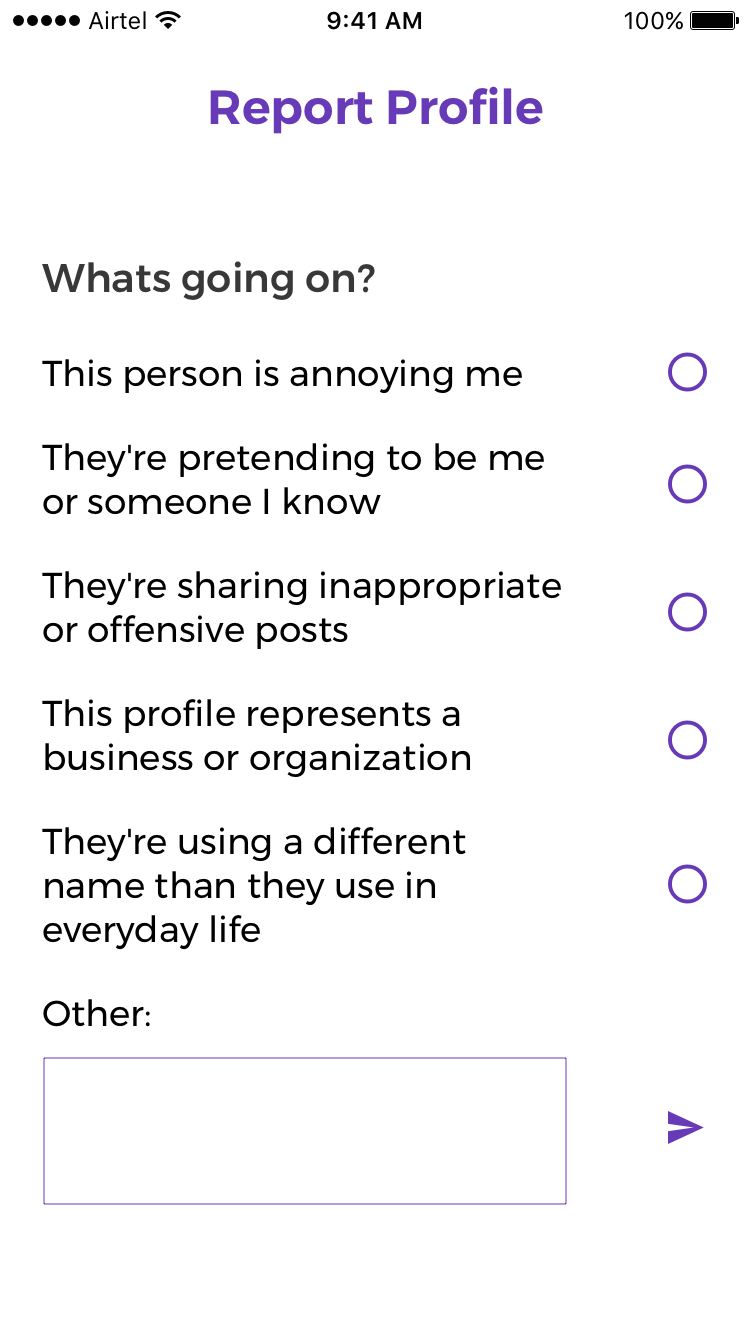 Airtel 9:41 AM 100%
Report Profile
Whats going on?
This person is annoying me
They're pretending to be me
or someone I know
They're sharing inappropriate
or offensive posts
This profile represents a
business or organization
They're using a different
name than they use in
everyday life
Other: